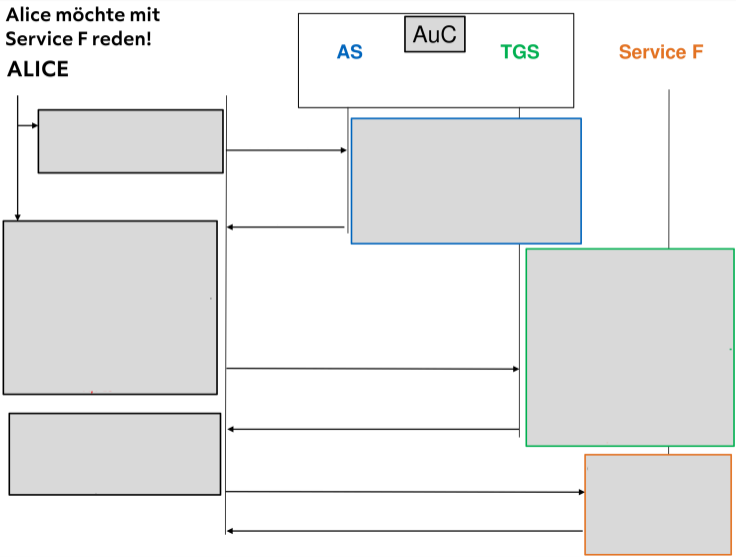 Alice möchte mit
Service F reden!
ALICE
AuC
AS
TGS
Service F